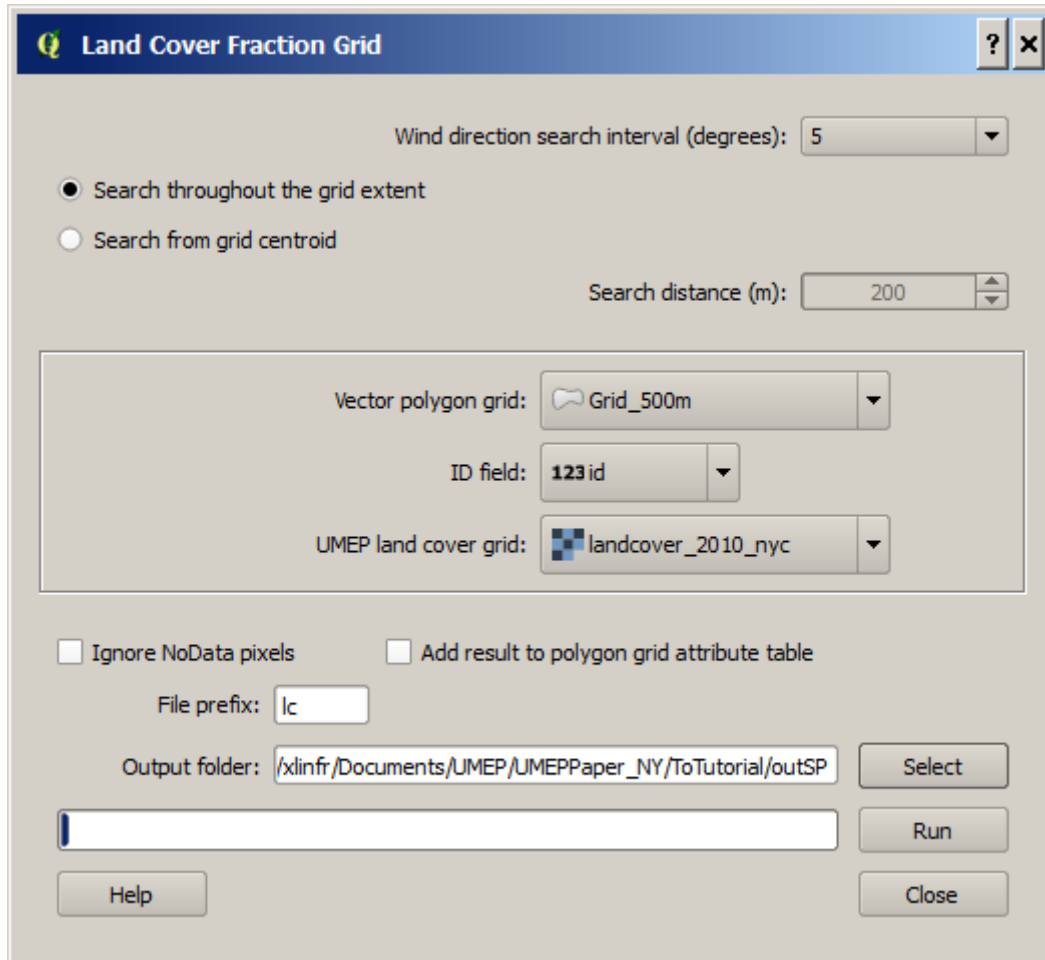 Land Cover Fraction Grid
?
Wind direction search interval (degrees): 5
Search throughout the grid extent
Search from grid centroid
Search distance (m): 200
Vector polygon grid: Grid_500m
ID field: 123 id
UMEP land cover grid: landcover_2010_nyc
Ignore NoData pixels Add result to polygon grid attribute table
File prefix: lc
Output folder: /xlinfr/Documents/UMEP/UMEPPaper_NY/ToTutorial/outSP Select
Run
Help Close